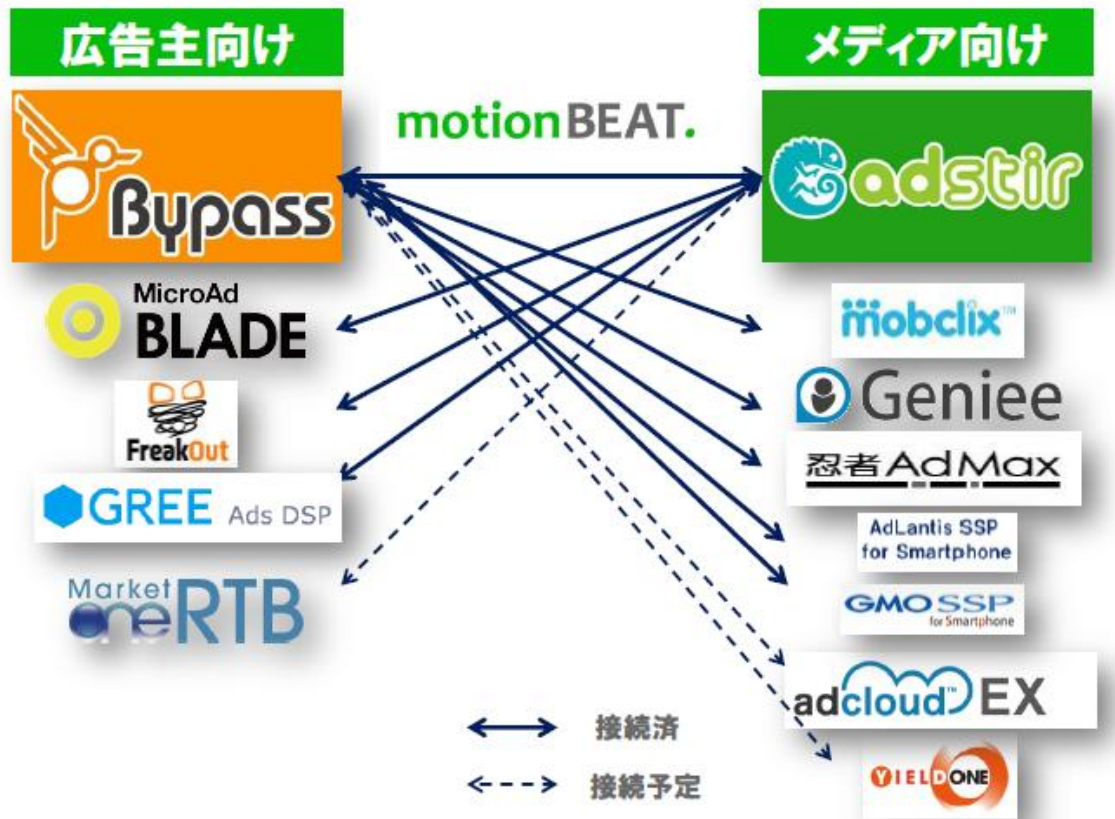 広告主向け
メディア向け
motionBEAT.
Bypass
adstir
MicroAd
BLADE
FreakOut
GREE Ads DSP
Market
oneRTB
mobclix™
Geniee
忍者AdMax
AdLantis SSP
for Smartphone
GMO SSP
for Smartphone
adcloud™ EX
YIELD ONE
接続済
接続予定